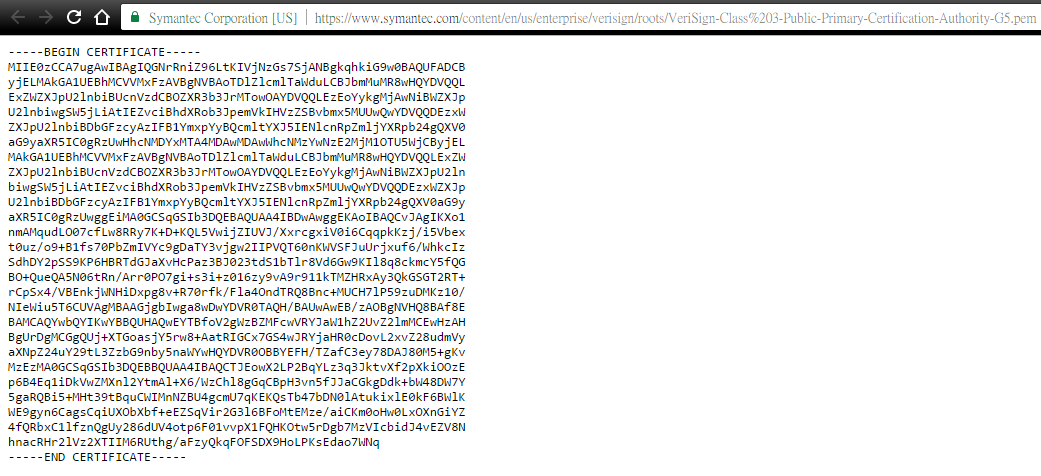 Symantec Corporation [US] | https://www.symantec.com/content/en/us/enterprise/verisign/roots/VeriSign-Class%203-Public-Primary-Certification-Authority-G5.pem
-----BEGIN CERTIFICATE-----
MIIE0zCCA7ugAwIBAgIQGNrRniZ96LtKIVjNzGs7SjANBgkqhkiG9w0BAQUFADCB
yjELMAkGA1UEBhMCVVMxFzAVBgNVBAoTDlZlcmlTaWduLCBJbmMuMR8wHQYDVQQL
ExZWZXJpU2lnbiBUcnVzdCBOZXR3b3JrMTowOAYDVQQLEzEoYykgMjAwNiBWZXJp
U2lnbiwgSW5jLiAtIEZvciBhdXRob3JpemVkIHVzZSBvbmx5MUUwQwYDVQQDEzxW
ZXJpU2lnbiBDbGFzcyAzIFB1YmxpYyBQcmltYXJ5IENlcnRpZmljYXRpb24gQXV0
aG9yaXR5IC0gRzUwHhcNMDYxMTA4MDAwMDAwWhcNMzYwNzE2MjM1OTU5WjCByjEL
MAkGA1UEBhMCVVMxFzAVBgNVBAoTDlZlcmlTaWduLCBJbmMuMR8wHQYDVQQLExZW
ZXJpU2lnbiBUcnVzdCBOZXR3b3JrMTowOAYDVQQLEzEoYykgMjAwNiBWZXJpU2ln
biwgSW5jLiAtIEZvciBhdXRob3JpemVkIHVzZSBvbmx5MUUwQwYDVQQDEzxWZXJp
U2lnbiBDbGFzcyAzIFB1YmxpYyBQcmltYXJ5IENlcnRpZmljYXRpb24gQXV0aG9y
aXR5IC0gRzUwggEiMA0GCSqGSIb3DQEBAQUAA4IBDwAwggEKAoIBAQCvJAgIKXo1
nmAMqudLO07cfLw8RRy7K+D+KQL5VwijZIUVJ/XxrcgxiV0i6CqqpkKzj/i5Vbex
t0uz/o9+B1fs70PbZmIVYc9gDaTY3vjgw2IIPVQT60nKWVSFJuUrjxuf6/WhkcIz
SdhDY2pSS9KP6HBRTdGJaXvHcPaz3BJ023tdS1bTlr8Vd6Gw9KIl8q8ckmcY5fQG
BO+QueQA5N06tRn/Arr0PO7gi+s3i+z016zy9vA9r911kTMZHRxAy3QkGSGT2RT+
rCpSx4/VBEnkjWNHiDxpg8v+R70rfk/Fla4OndTRQ8Bnc+MUCH7lP59zuDMKz10/
NIeWiu5T6CUVAgMBAAGjgbIwga8wDwYDVR0TAQH/BAUwAwEB/zAOBgNVHQ8BAf8E
BAMCAQYwbQYIKwYBBQUHAQwEYTBfoV2gWzBZMFcwVRYJaW1hZ2UvZ2lmMCEwHzAH
BgUrDgMCGgQUj+XTGoasjY5rw8+AatRIGCx7GS4wJRYjaHR0cDovL2xvZ28udmVy
aXNpZ24uY29tL3ZzbG9nby5naWYwHQYDVR0OBBYEFH/TZafC3ey78DAJ80M5+gKv
MzEzMA0GCSqGSIb3DQEBBQUAA4IBAQCTJEowX2LP2BqYLz3q3JktvXf2pXkiOOzE
p6B4Eq1iDkVwZMXnl2YtmAl+X6/WzChl8gGqCBpH3vn5fJJaCGkgDdk+bW48DW7Y
5gaRQBi5+MHt39tBquCWIMnNZBU4gcmU7qKEKQsTb47bDN0lAtukixlE0kF6BWlK
WE9gyn6CagsCqiUXObXbf+eEZSqVir2G3l6BFoMtEMze/aiCKm0oHw0LxOXnGiYZ
4fQRbxC1lfznQgUy286dUV4otp6F01vvpX1FQHKOtw5rDgb7MzVIcbidJ4vEZV8N
hnacRHr2lVz2XTIIM6RUthg/aFzyQkqFOFSDX9HoLPKsEdao7WNq
-----END CERTIFICATE-----